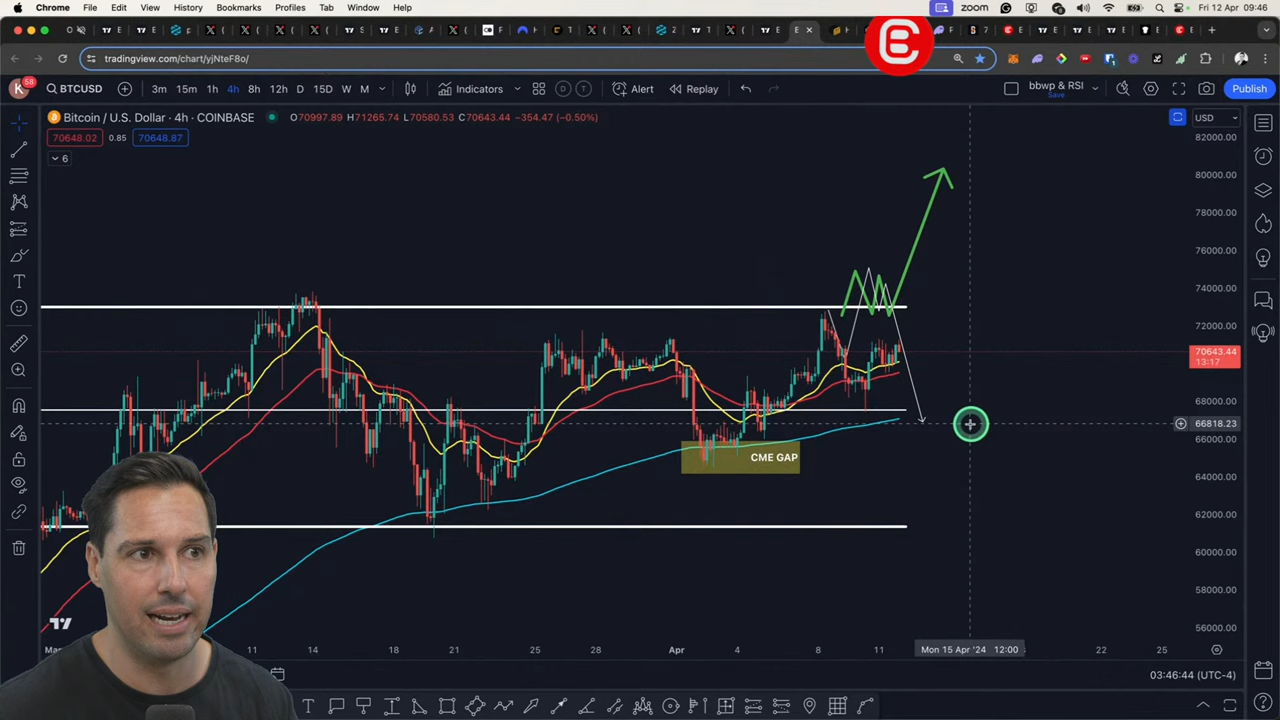 Chrome File Edit View History Bookmarks Profiles Tab Window Help zoom Fri 12 Apr 09:46
tradingview.com/chart/yjNteF8o/
K 58 BTCUSD 3m 15m 1h 4h 8h 12h D 15D W M Indicators Alert Replay bbwp & RSI Save Publish
Bitcoin / U.S. Dollar · 4h · COINBASE O70997.89 H71265.74 L70580.53 C70643.44 −354.47 (−0.50%)
USD
70648.02 0.85 70648.87
6
82000.00
80000.00
78000.00
76000.00
74000.00
72000.00
70643.44
13:17
68000.00
66818.23
66000.00
CME GAP
64000.00
62000.00
60000.00
58000.00
56000.00
11 14 18 21 25 28 Apr 4 8 11 Mon 15 Apr '24 12:00 22 25
03:46:44 (UTC-4)